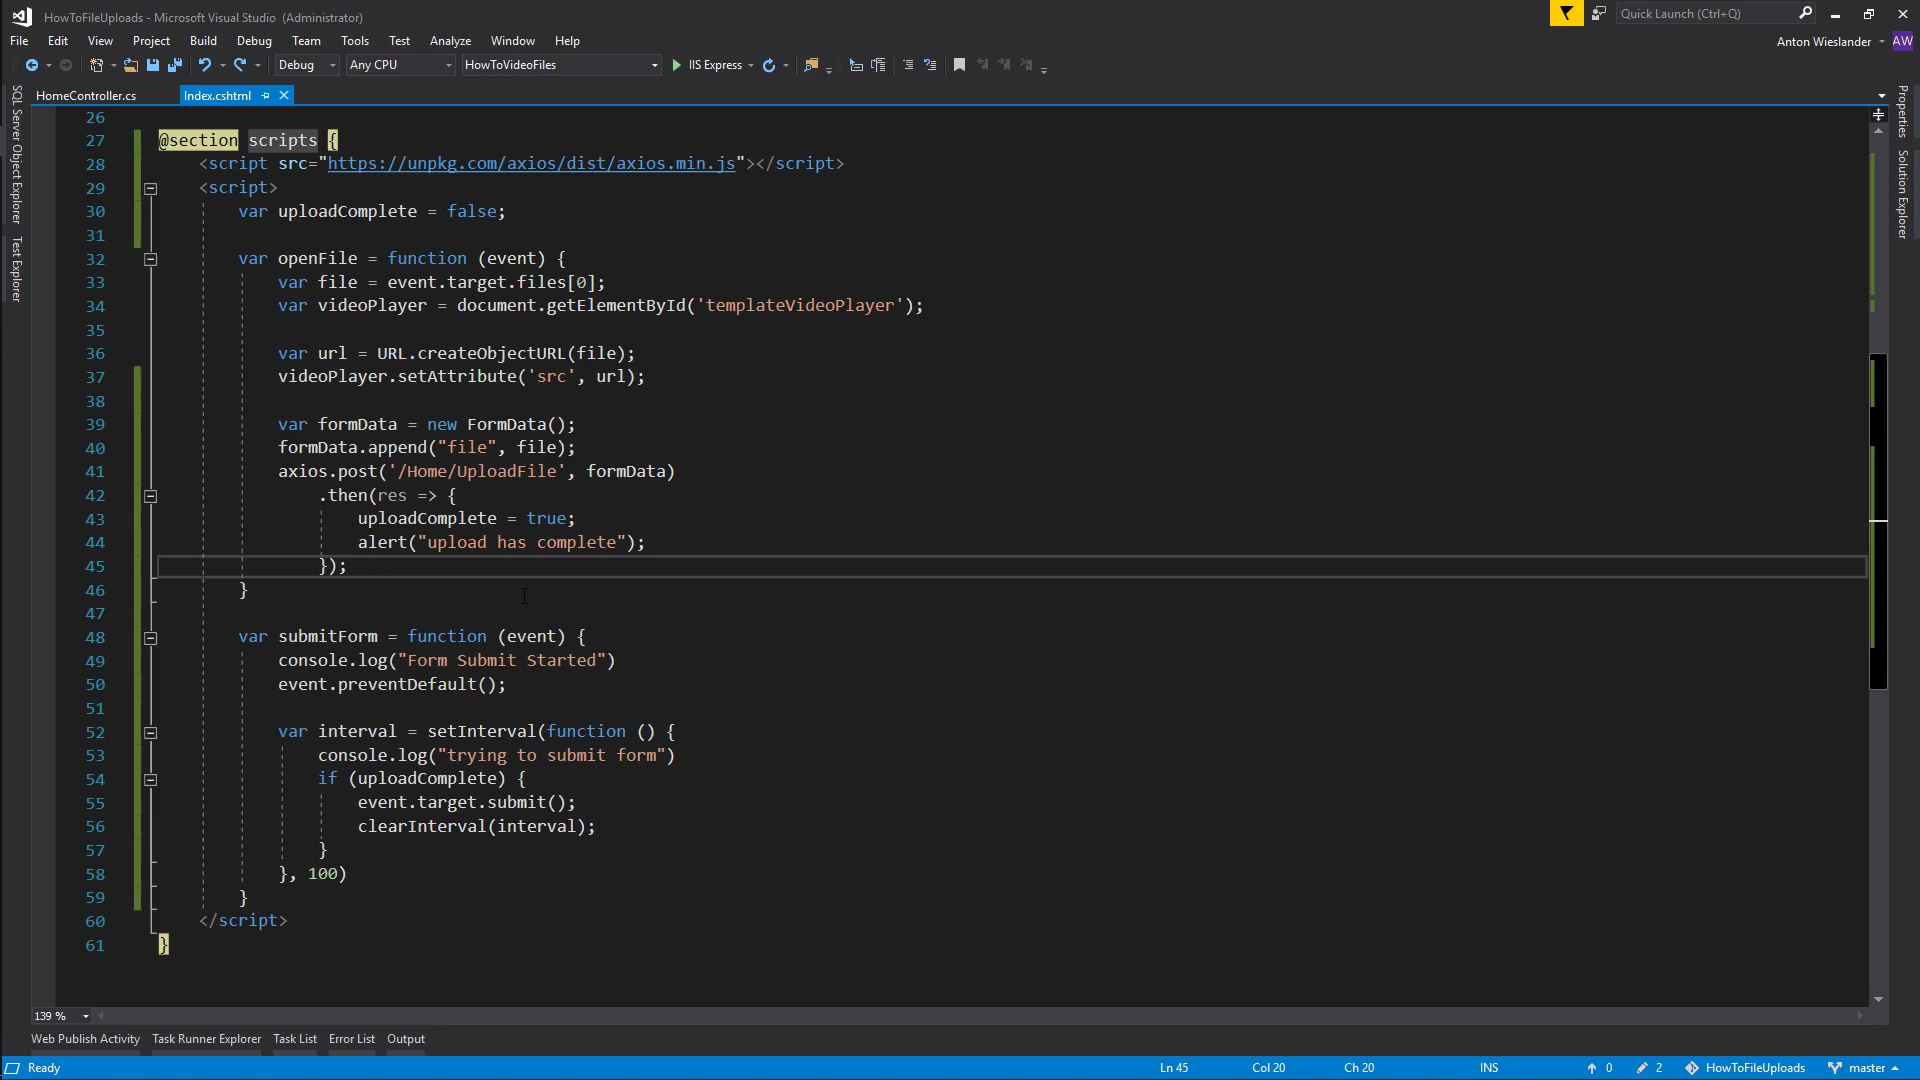 HowToFileUploads - Microsoft Visual Studio (Administrator)
Quick Launch (Ctrl+Q)
File Edit View Project Build Debug Team Tools Test Analyze Window Help
Anton Wieslander AW
Debug Any CPU HowToVideoFiles IIS Express
HomeController.cs Index.cshtml
SQL Server Object Explorer
Test Explorer
Properties
Solution Explorer
26
27 @section scripts {
28 <script src="https://unpkg.com/axios/dist/axios.min.js"></script>
29 <script>
30 var uploadComplete = false;
31
32 var openFile = function (event) {
33 var file = event.target.files[0];
34 var videoPlayer = document.getElementById('templateVideoPlayer');
35
36 var url = URL.createObjectURL(file);
37 videoPlayer.setAttribute('src', url);
38
39 var formData = new FormData();
40 formData.append("file", file);
41 axios.post('/Home/UploadFile', formData)
42 .then(res => {
43 uploadComplete = true;
44 alert("upload has complete");
45 });
46 }
47
48 var submitForm = function (event) {
49 console.log("Form Submit Started")
50 event.preventDefault();
51
52 var interval = setInterval(function () {
53 console.log("trying to submit form")
54 if (uploadComplete) {
55 event.target.submit();
56 clearInterval(interval);
57 }
58 }, 100)
59 }
60 </script>
61 }
139 %
Web Publish Activity Task Runner Explorer Task List Error List Output
Ready Ln 45 Col 20 Ch 20 INS 0 2 HowToFileUploads master